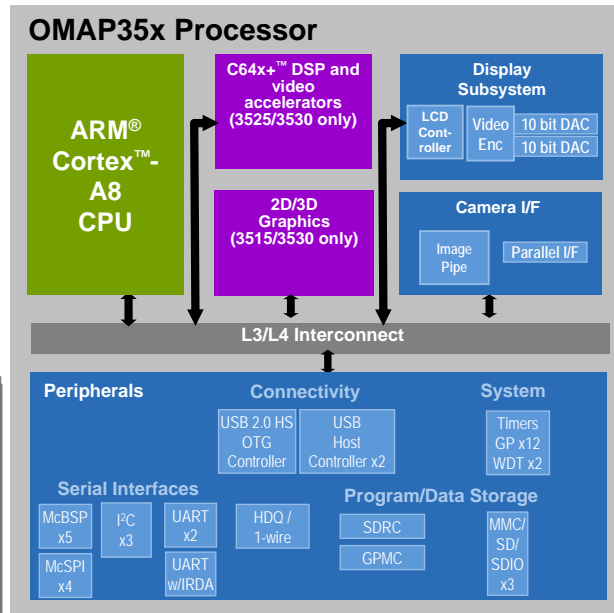 OMAP35x Processor
ARM®
Cortex™-
A8
CPU
C64x+™ DSP and
video
accelerators
(3525/3530 only)
2D/3D
Graphics
(3515/3530 only)
Display
Subsystem
LCD
Cont-
roller
Video
Enc
10 bit DAC
10 bit DAC
Camera I/F
Image
Pipe
Parallel I/F
L3/L4 Interconnect
Peripherals
Connectivity
USB 2.0 HS
OTG
Controller
USB
Host
Controller x2
System
Timers
GP x12
WDT x2
Serial Interfaces
McBSP
x5
I²C
x3
UART
x2
HDQ /
1-wire
McSPI
x4
UART
w/IRDA
Program/Data Storage
SDRC
GPMC
MMC/
SD/
SDIO
x3